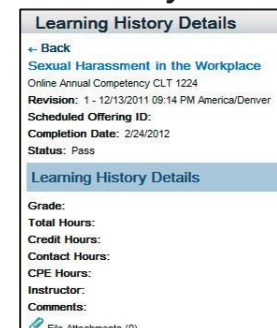 Learning History Details
← Back
Sexual Harassment in the Workplace
Online Annual Competency CLT 1224
Revision: 1 - 12/13/2011 09:14 PM America/Denver
Scheduled Offering ID:
Completion Date: 2/24/2012
Status: Pass
Learning History Details
Grade:
Total Hours:
Credit Hours:
Contact Hours:
CPE Hours:
Instructor:
Comments:
File Attachments (0)